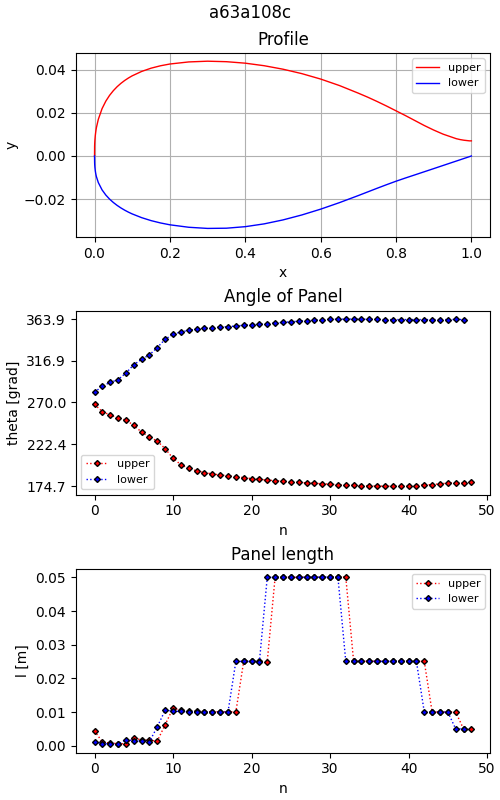 a63a108c
Profile
0.04
0.02
0.00
−0.02
y
upper
lower
0.0 0.2 0.4 0.6 0.8 1.0
x
Angle of Panel
363.9
316.9
270.0
222.4
174.7
theta [grad]
upper
lower
0 10 20 30 40 50
n
Panel length
0.05
0.04
0.03
0.02
0.01
0.00
l [m]
upper
lower
0 10 20 30 40 50
n